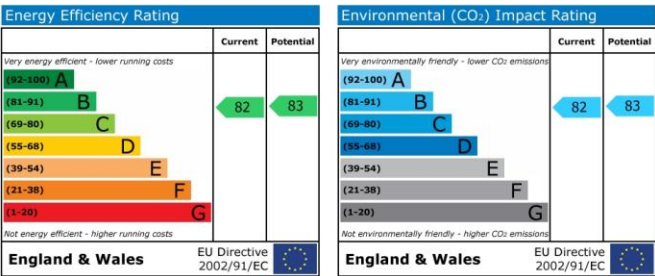 Energy Efficiency Rating
Current Potential
Very energy efficient - lower running costs
(92-100) A
(81-91) B
82 83
(69-80) C
(55-68) D
(39-54) E
(21-38) F
(1-20) G
Not energy efficient - higher running costs
England & Wales
EU Directive
2002/91/EC
Environmental (CO₂) Impact Rating
Current Potential
Very environmentally friendly - lower CO2 emissions
(92-100) A
(81-91) B
82 83
(69-80) C
(55-68) D
(39-54) E
(21-38) F
(1-20) G
Not environmentally friendly - higher CO2 emissions
England & Wales
EU Directive
2002/91/EC